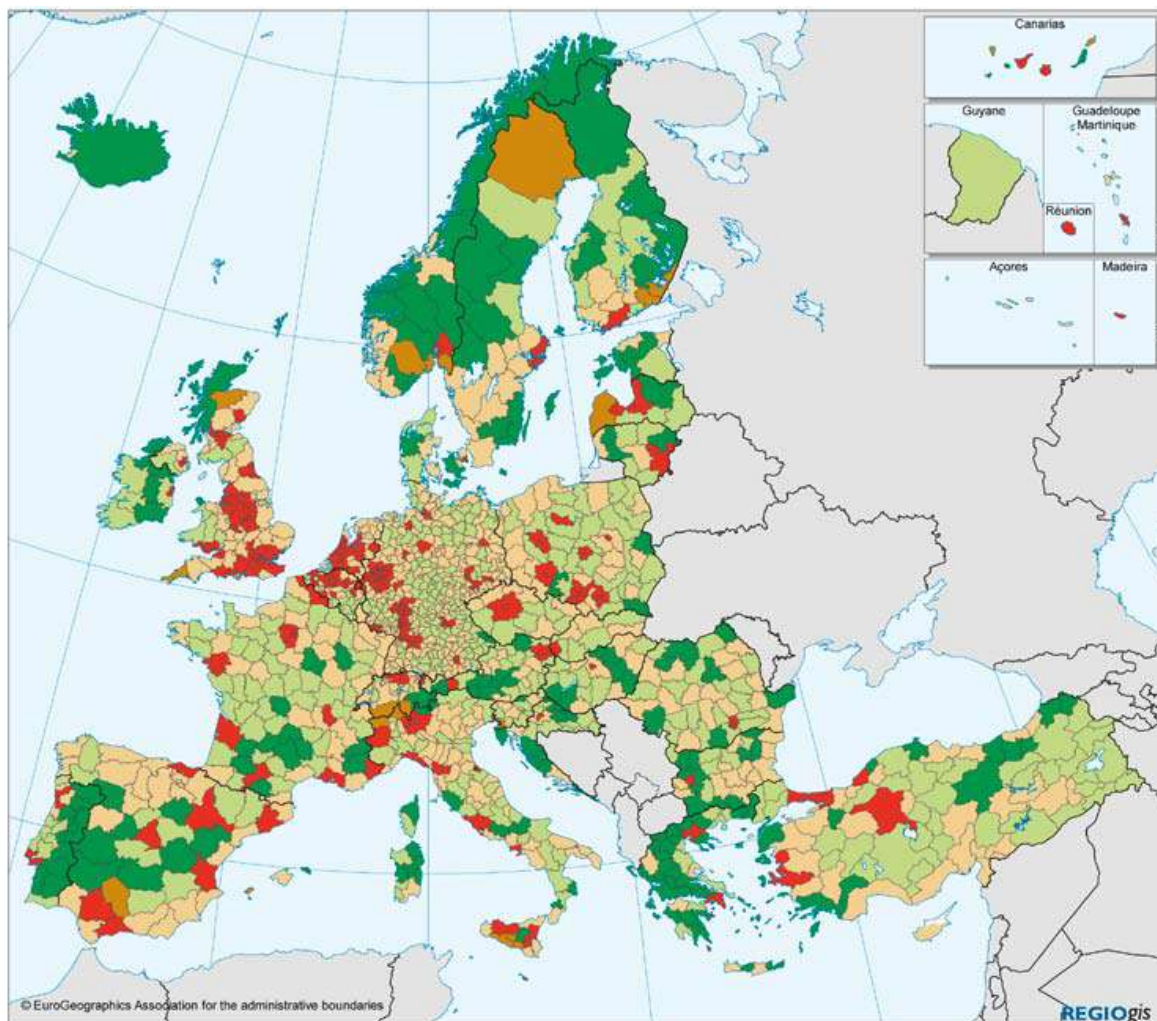 Canarias
Guyane
Guadeloupe
Martinique
Réunion
Açores
Madeira
© EuroGeographics Association for the administrative boundaries
REGIOgis